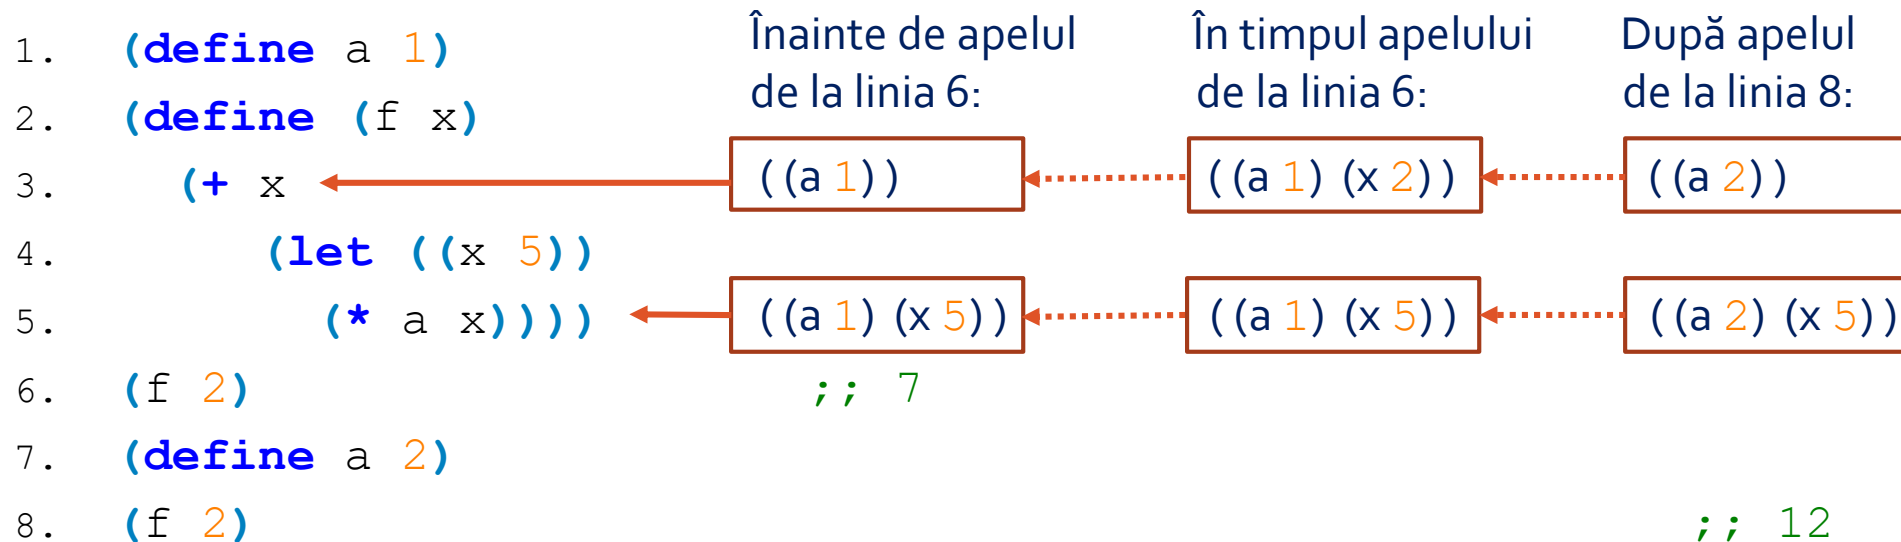 1. (define a 1)
2. (define (f x)
3. (+ x
4. (let ((x 5))
5. (* a x))))
6. (f 2) ;; 7
7. (define a 2)
8. (f 2) ;; 12
Înainte de apelul
de la linia 6:
((a 1))
((a 1) (x 5))
În timpul apelului
de la linia 6:
((a 1) (x 2))
((a 1) (x 5))
După apelul
de la linia 8:
((a 2))
((a 2) (x 5))